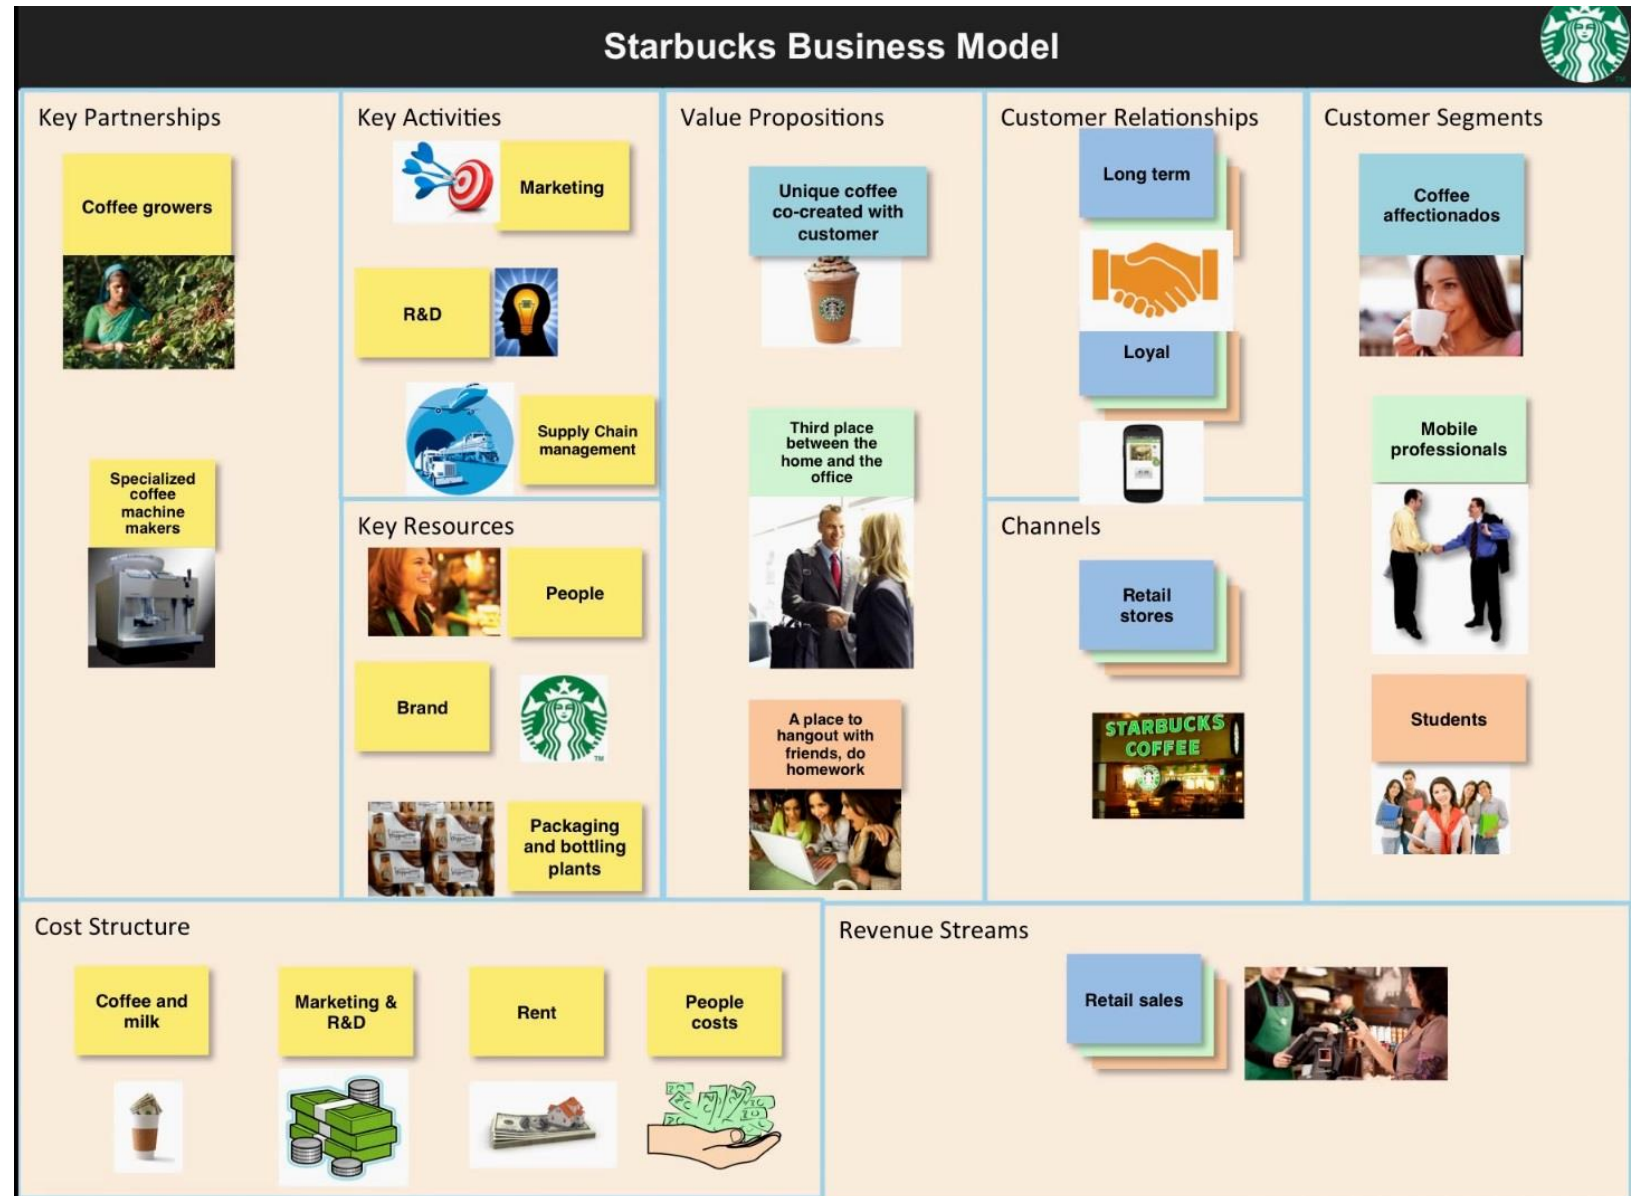 Starbucks Business Model
Key Partnerships
Coffee growers
Specialized
coffee
machine
makers
Key Activities
Marketing
R&D
Supply Chain
management
Key Resources
People
Brand
TM
Packaging
and bottling
plants
Value Propositions
Unique coffee
co-created with
customer
Third place
between the
home and the
office
A place to
hangout with
friends, do
homework
Customer Relationships
Long term
Loyal
Channels
Retail
stores
STARBUCKS
COFFEE
Customer Segments
Coffee
affectionados
Mobile
professionals
Students
Cost Structure
Coffee and
milk
Marketing &
R&D
Rent
People
costs
Revenue Streams
Retail sales